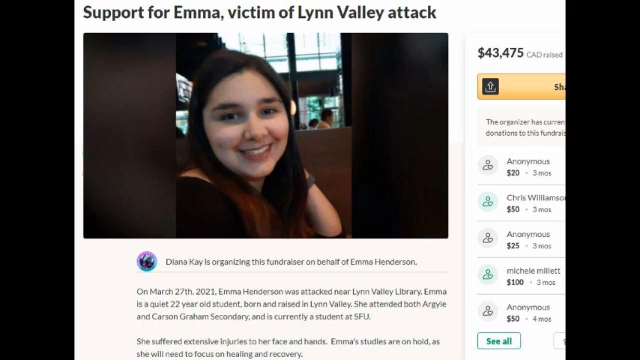 Support for Emma, victim of Lynn Valley attack
$43,475 CAD raised
Sha
The organizer has curren
donations to this fundrais
Anonymous
$20 • 3 mos
Chris Williamson
$50 • 3 mos
Anonymous
$25 • 3 mos
michele millett
$100 • 3 mos
Anonymous
$50 • 4 mos
See all
Diana Kay is organizing this fundraiser on behalf of Emma Henderson.
On March 27th, 2021, Emma Henderson was attacked near Lynn Valley Library. Emma
is a quiet 22 year old student, born and raised in Lynn Valley. She attended both Argyle
and Carson Graham Secondary, and is currently a student at SFU.
She suffered extensive injuries to her face and hands. Emma's studies are on hold, as
she will need to focus on healing and recovery.